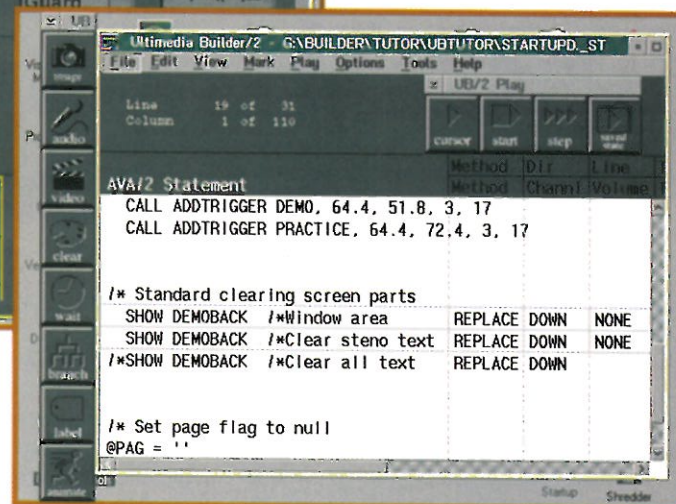 Guard
UB
Ultimedia Builder/2 - G:\BUILDER\TUTOR\UBTUTOR\STARTUPD._ST
File Edit View Mark Play Options Tools Help
UB/2 Play
Line 19 of 31
Column 1 of 110
cursor start step saved state
image
audio
video
clear
wait
branch
label
animate
Method Dir Line
AVA/2 Statement Method Channl Volume
CALL ADDTRIGGER DEMO, 64.4, 51.8, 3, 17
CALL ADDTRIGGER PRACTICE, 64.4, 72.4, 3, 17
/* Standard clearing screen parts
SHOW DEMOBACK /*Window area REPLACE DOWN NONE
SHOW DEMOBACK /*Clear steno text REPLACE DOWN NONE
/*SHOW DEMOBACK /*Clear all text REPLACE DOWN
/* Set page flag to null
@PAG = ''
Startup Shredder